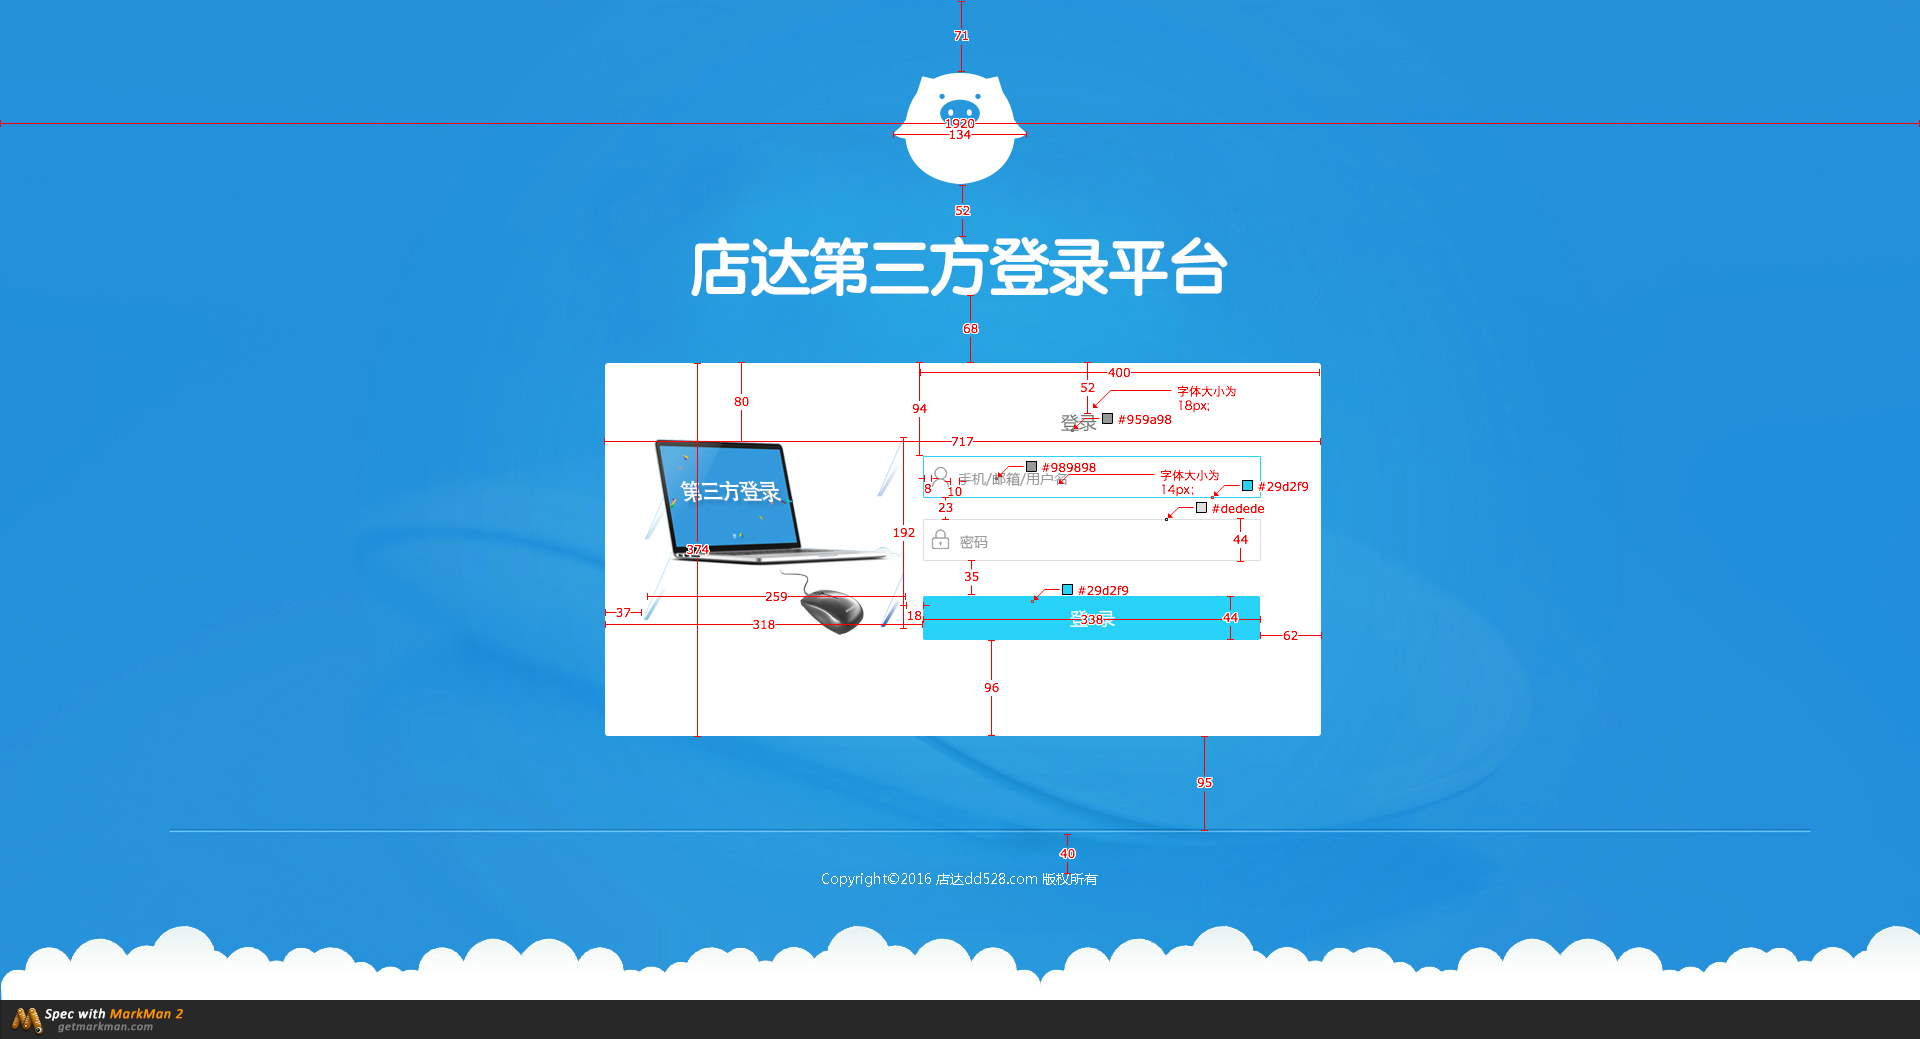 71
1920
134
52
店达第三方登录平台
68
400
80
94
52
字体大小为
18px;
登录
#959a98
717
#989898
手机/邮箱/用户名
字体大小为
14px;
#29d2f9
8
10
第三方登录
23
#dedede
192
44
密码
374
35
#29d2f9
259
37
318
18
登录
338
44
62
96
95
40
Copyright©2016 店达dd528.com 版权所有
Spec with MarkMan 2
getmarkman.com